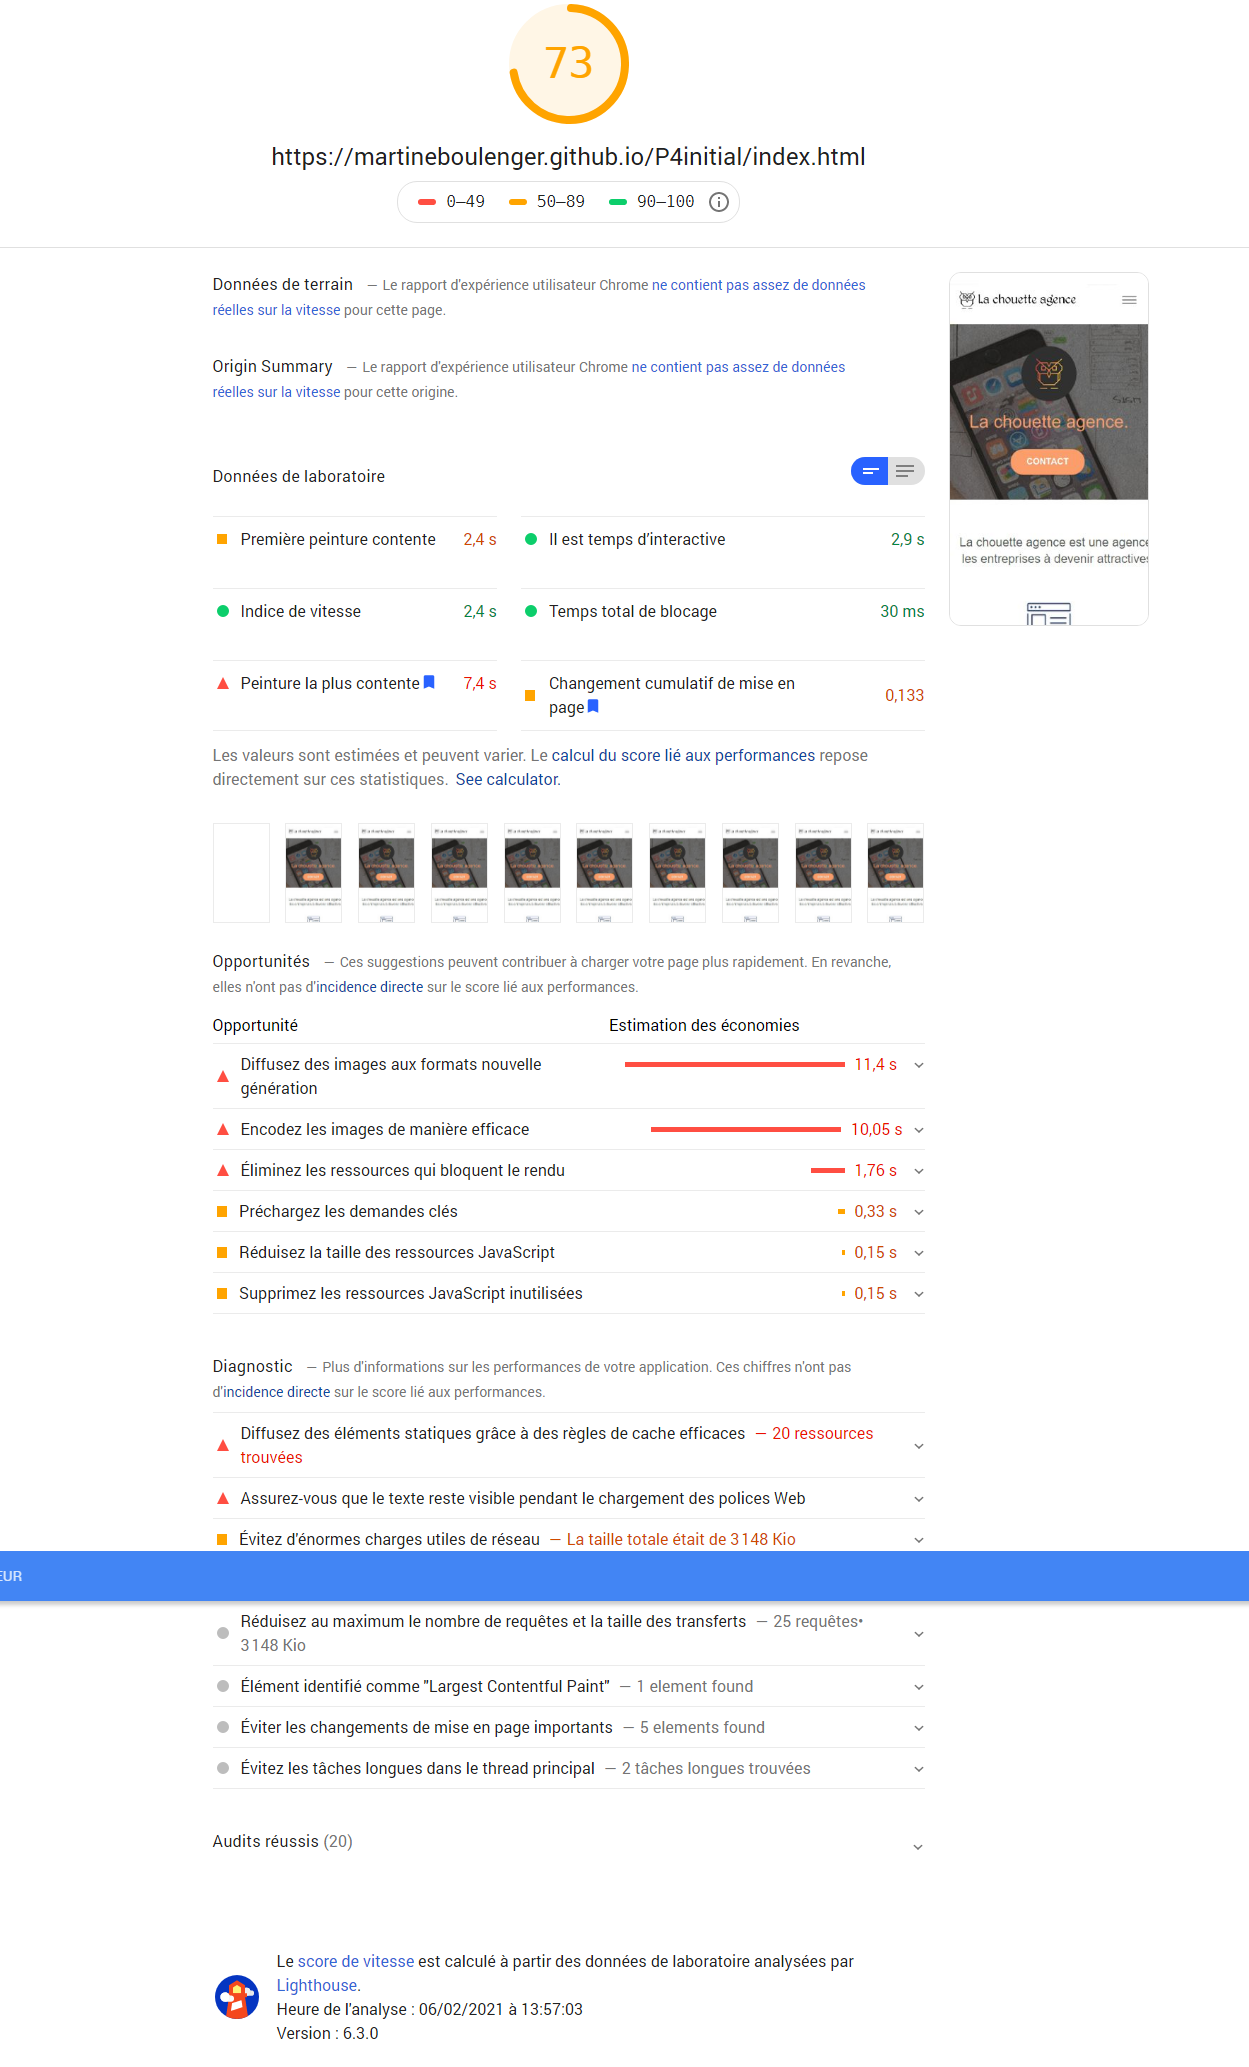 73
https://martineboulenger.github.io/P4initial/index.html
0–49 50–89 90–100
Données de terrain — Le rapport d'expérience utilisateur Chrome ne contient pas assez de données
réelles sur la vitesse pour cette page.
La chouette agence
La chouette agence.
CONTACT
La chouette agence est une agence
les entreprises à devenir attractives
Origin Summary — Le rapport d'expérience utilisateur Chrome ne contient pas assez de données
réelles sur la vitesse pour cette origine.
Données de laboratoire
Première peinture contente 2,4 s
Il est temps d'interactive 2,9 s
Indice de vitesse 2,4 s
Temps total de blocage 30 ms
Peinture la plus contente 7,4 s
Changement cumulatif de mise en
page 0,133
Les valeurs sont estimées et peuvent varier. Le calcul du score lié aux performances repose
directement sur ces statistiques. See calculator.
Opportunités — Ces suggestions peuvent contribuer à charger votre page plus rapidement. En revanche,
elles n'ont pas d'incidence directe sur le score lié aux performances.
Opportunité Estimation des économies
Diffusez des images aux formats nouvelle
génération 11,4 s
Encodez les images de manière efficace 10,05 s
Éliminez les ressources qui bloquent le rendu 1,76 s
Préchargez les demandes clés 0,33 s
Réduisez la taille des ressources JavaScript 0,15 s
Supprimez les ressources JavaScript inutilisées 0,15 s
Diagnostic — Plus d'informations sur les performances de votre application. Ces chiffres n'ont pas
d'incidence directe sur le score lié aux performances.
Diffusez des éléments statiques grâce à des règles de cache efficaces — 20 ressources
trouvées
Assurez-vous que le texte reste visible pendant le chargement des polices Web
Évitez d'énormes charges utiles de réseau — La taille totale était de 3 148 Kio
EUR
Réduisez au maximum le nombre de requêtes et la taille des transferts — 25 requêtes•
3 148 Kio
Élément identifié comme "Largest Contentful Paint" — 1 element found
Éviter les changements de mise en page importants — 5 elements found
Évitez les tâches longues dans le thread principal — 2 tâches longues trouvées
Audits réussis (20)
Le score de vitesse est calculé à partir des données de laboratoire analysées par
Lighthouse.
Heure de l'analyse : 06/02/2021 à 13:57:03
Version : 6.3.0